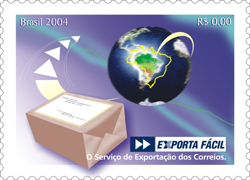 Brasil 2004 R$ 0,00
EXPORTA FÁCIL
O Serviço de Exportação dos Correios.